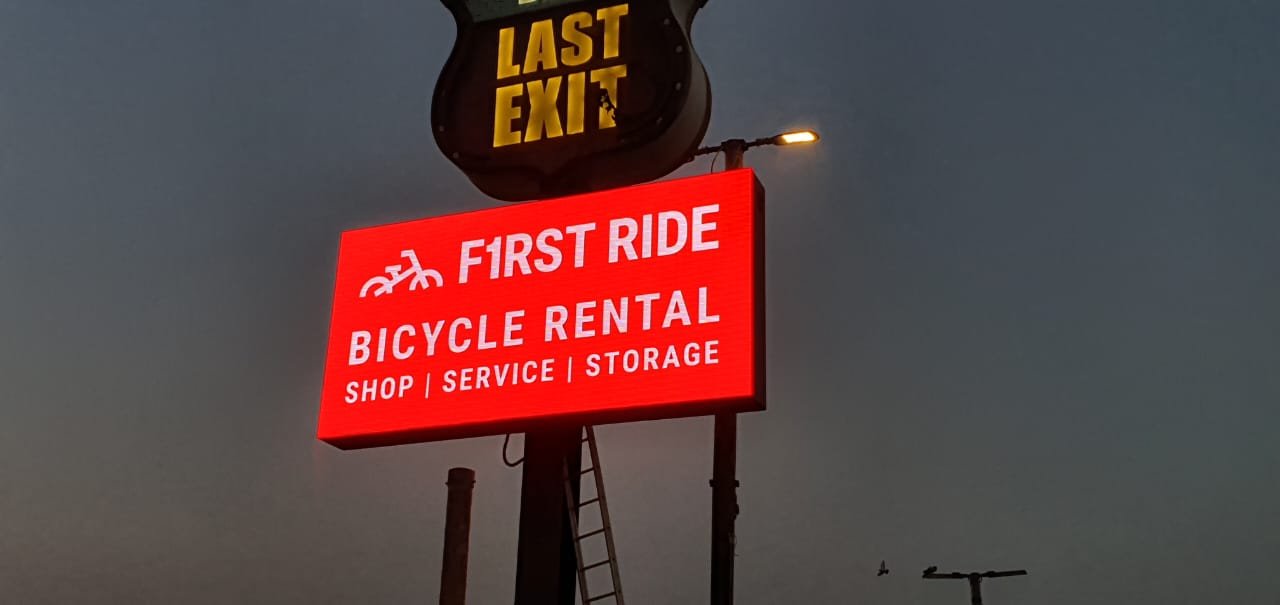 LAST
EXIT
F1RST RIDE
BICYCLE RENTAL
SHOP | SERVICE | STORAGE